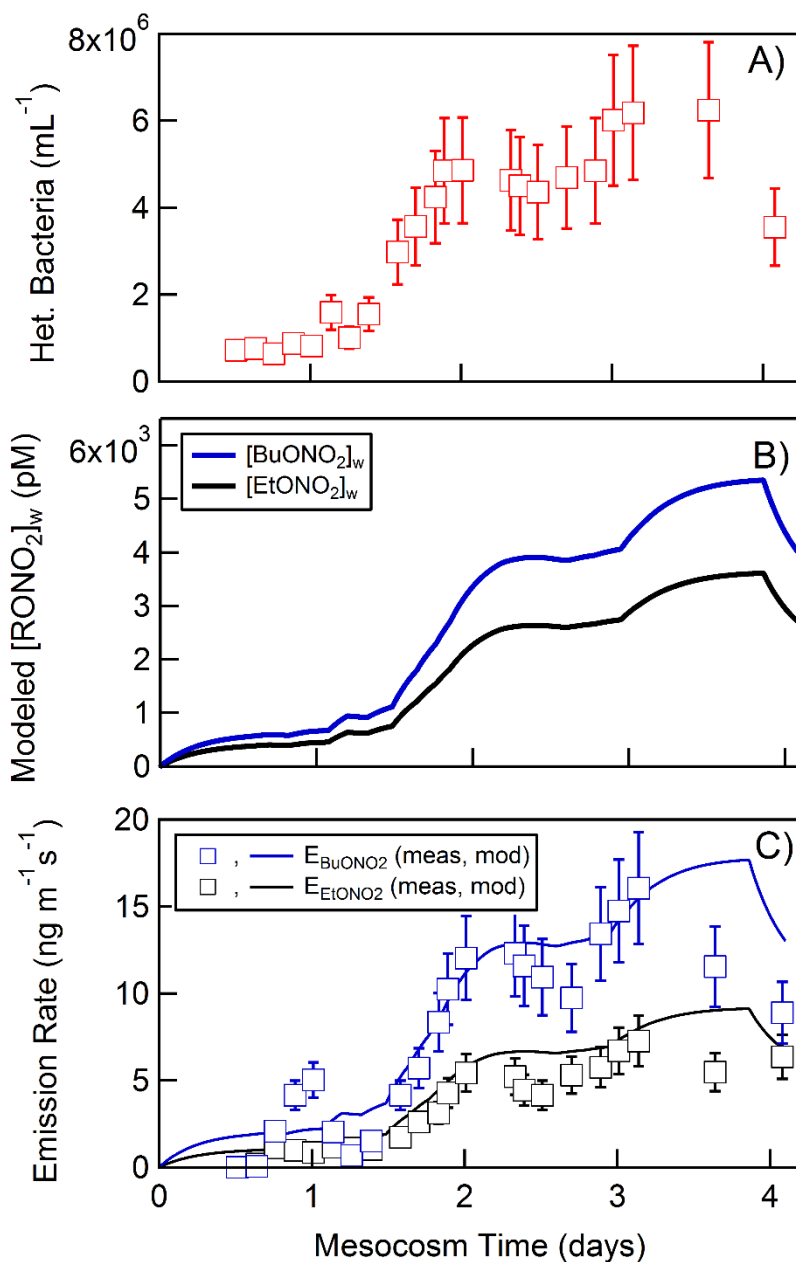 8x10⁶
A)
6
4
2
0
Het. Bacteria (mL⁻¹)
6x10³
B)
[BuONO₂]w
[EtONO₂]w
5
4
3
2
1
0
Modeled [RONO₂]w (pM)
20
C)
, E_BuONO2 (meas, mod)
, E_EtONO2 (meas, mod)
15
10
5
0
Emission Rate (ng m⁻¹ s⁻¹)
0 1 2 3 4
Mesocosm Time (days)